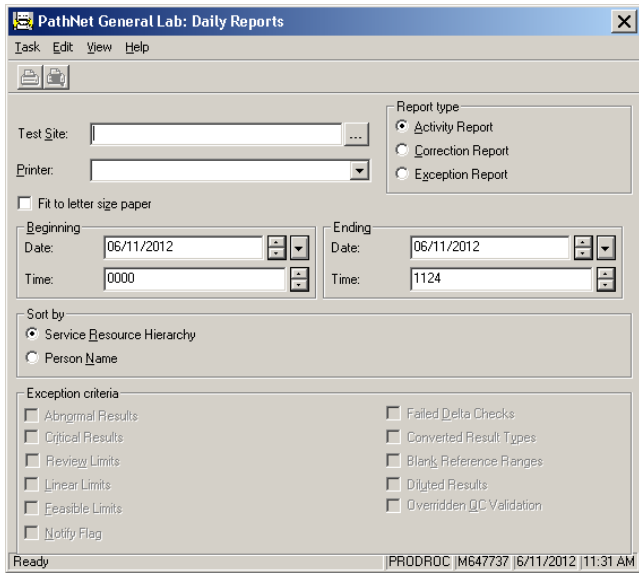 PathNet General Lab: Daily Reports
Task Edit View Help
Report type
Test Site: ...
Activity Report
Correction Report
Printer:
Exception Report
Fit to letter size paper
Beginning Ending
Date: 06/11/2012 Date: 06/11/2012
Time: 0000 Time: 1124
Sort by
Service Resource Hierarchy
Person Name
Exception criteria
Abnormal Results Failed Delta Checks
Critical Results Converted Result Types
Review Limits Blank Reference Ranges
Linear Limits Diluted Results
Feasible Limits Overridden QC Validation
Notify Flag
Ready PRODROC M647737 6/11/2012 11:31 AM